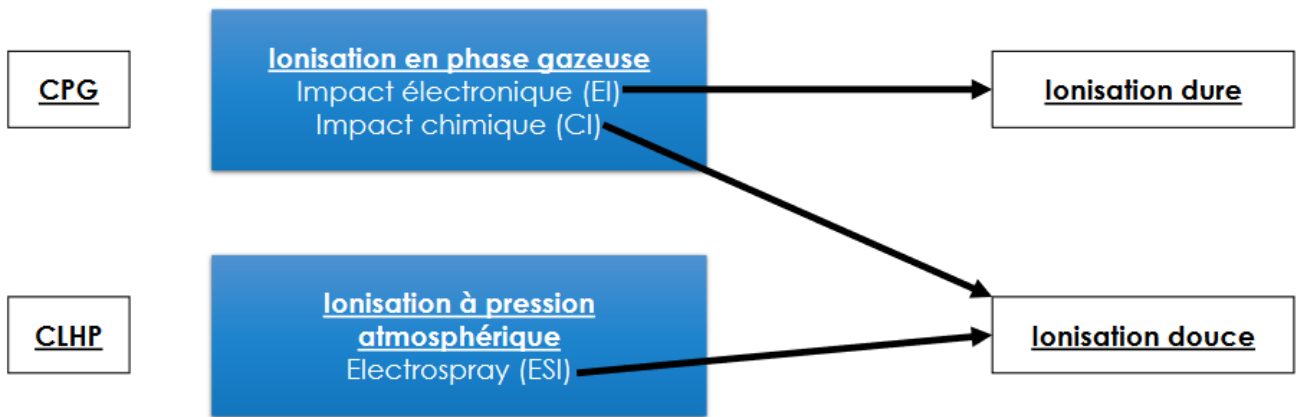 CPG
Ionisation en phase gazeuse
Impact électronique (EI)
Impact chimique (CI)
Ionisation dure
CLHP
Ionisation à pression
atmosphérique
Electrospray (ESI)
Ionisation douce